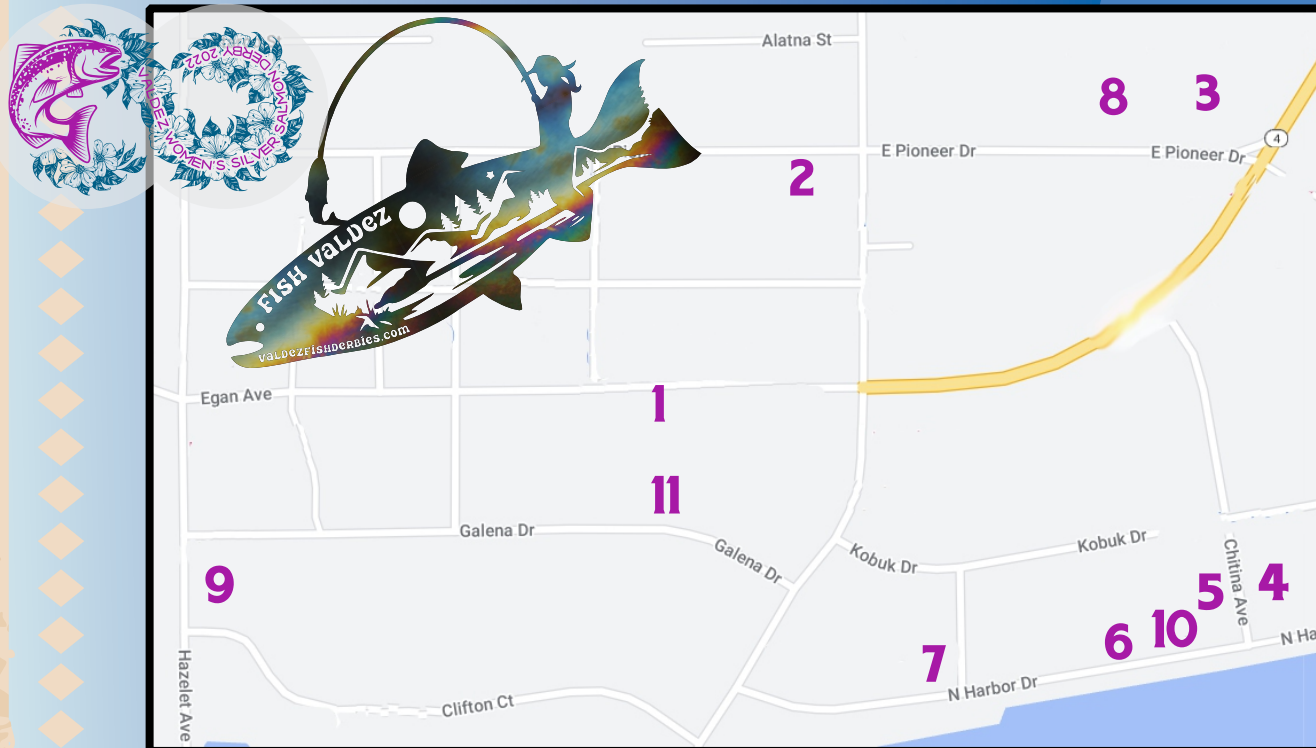 VALDEZ WOMEN'S SILVER SALMON DERBY 2022
Alatna St
8
3
4
E Pioneer Dr
E Pioneer Dr
2
FISH VALDEZ
VALDEZFISHDERBIES.COM
Egan Ave
1
11
Galena Dr
Galena Dr
Kobuk Dr
Kobuk Dr
Chitina Ave
9
5
4
10
6
7
N Ha
N Harbor Dr
Hazelet Ave
Clifton Ct